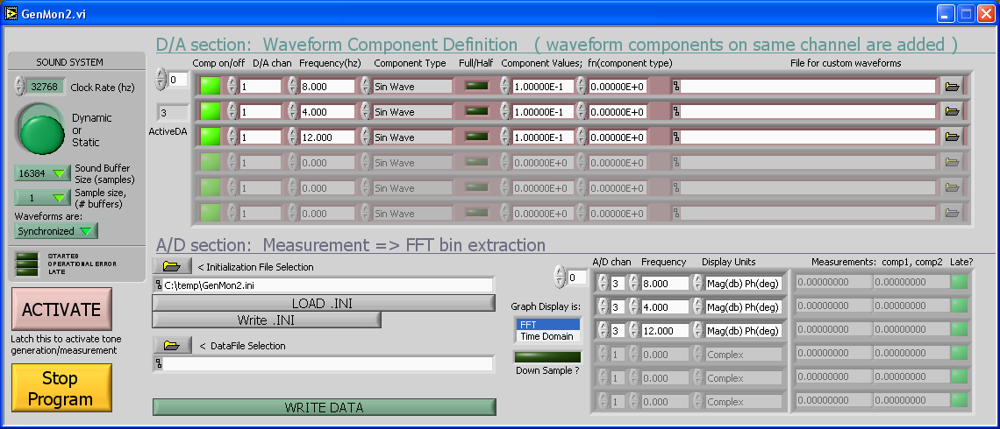 GenMon2.vi
D/A section: Waveform Component Definition ( waveform components on same channel are added )
SOUND SYSTEM
32768 Clock Rate (hz)
Dynamic
or
Static
16384 Sound Buffer
Size (samples)
1 Sample size,
(# buffers)
Waveforms are:
Synchronized
STARTED
OPERATIONAL ERROR
LATE
ACTIVATE
Latch this to activate tone
generation/measurement
Stop
Program
Comp on/off D/A chan Frequency(hz) Component Type Full/Half Component Values; fn(component type) File for custom waveforms
0
3
ActiveDA
1 8.000 Sin Wave 1.00000E-1 0.00000E+0
1 4.000 Sin Wave 1.00000E-1 0.00000E+0
1 12.000 Sin Wave 1.00000E-1 0.00000E+0
1 0.000 Sin Wave 0.00000E+0 0.00000E+0
1 0.000 Sin Wave 0.00000E+0 0.00000E+0
1 0.000 Sin Wave 0.00000E+0 0.00000E+0
A/D section: Measurement => FFT bin extraction
< Initialization File Selection
C:\temp\GenMon2.ini
LOAD .INI
Write .INI
< DataFile Selection
WRITE DATA
0
Graph Display is:
FFT
Time Domain
Down Sample ?
A/D chan Frequency Display Units Measurements: comp1, comp2 Late?
3 8.000 Mag(db) Ph(deg) 0.00000000 0.00000000
3 4.000 Mag(db) Ph(deg) 0.00000000 0.00000000
3 12.000 Mag(db) Ph(deg) 0.00000000 0.00000000
1 0.000 Complex 0.00000000 0.00000000
1 0.000 Complex 0.00000000 0.00000000
1 0.000 Complex 0.00000000 0.00000000